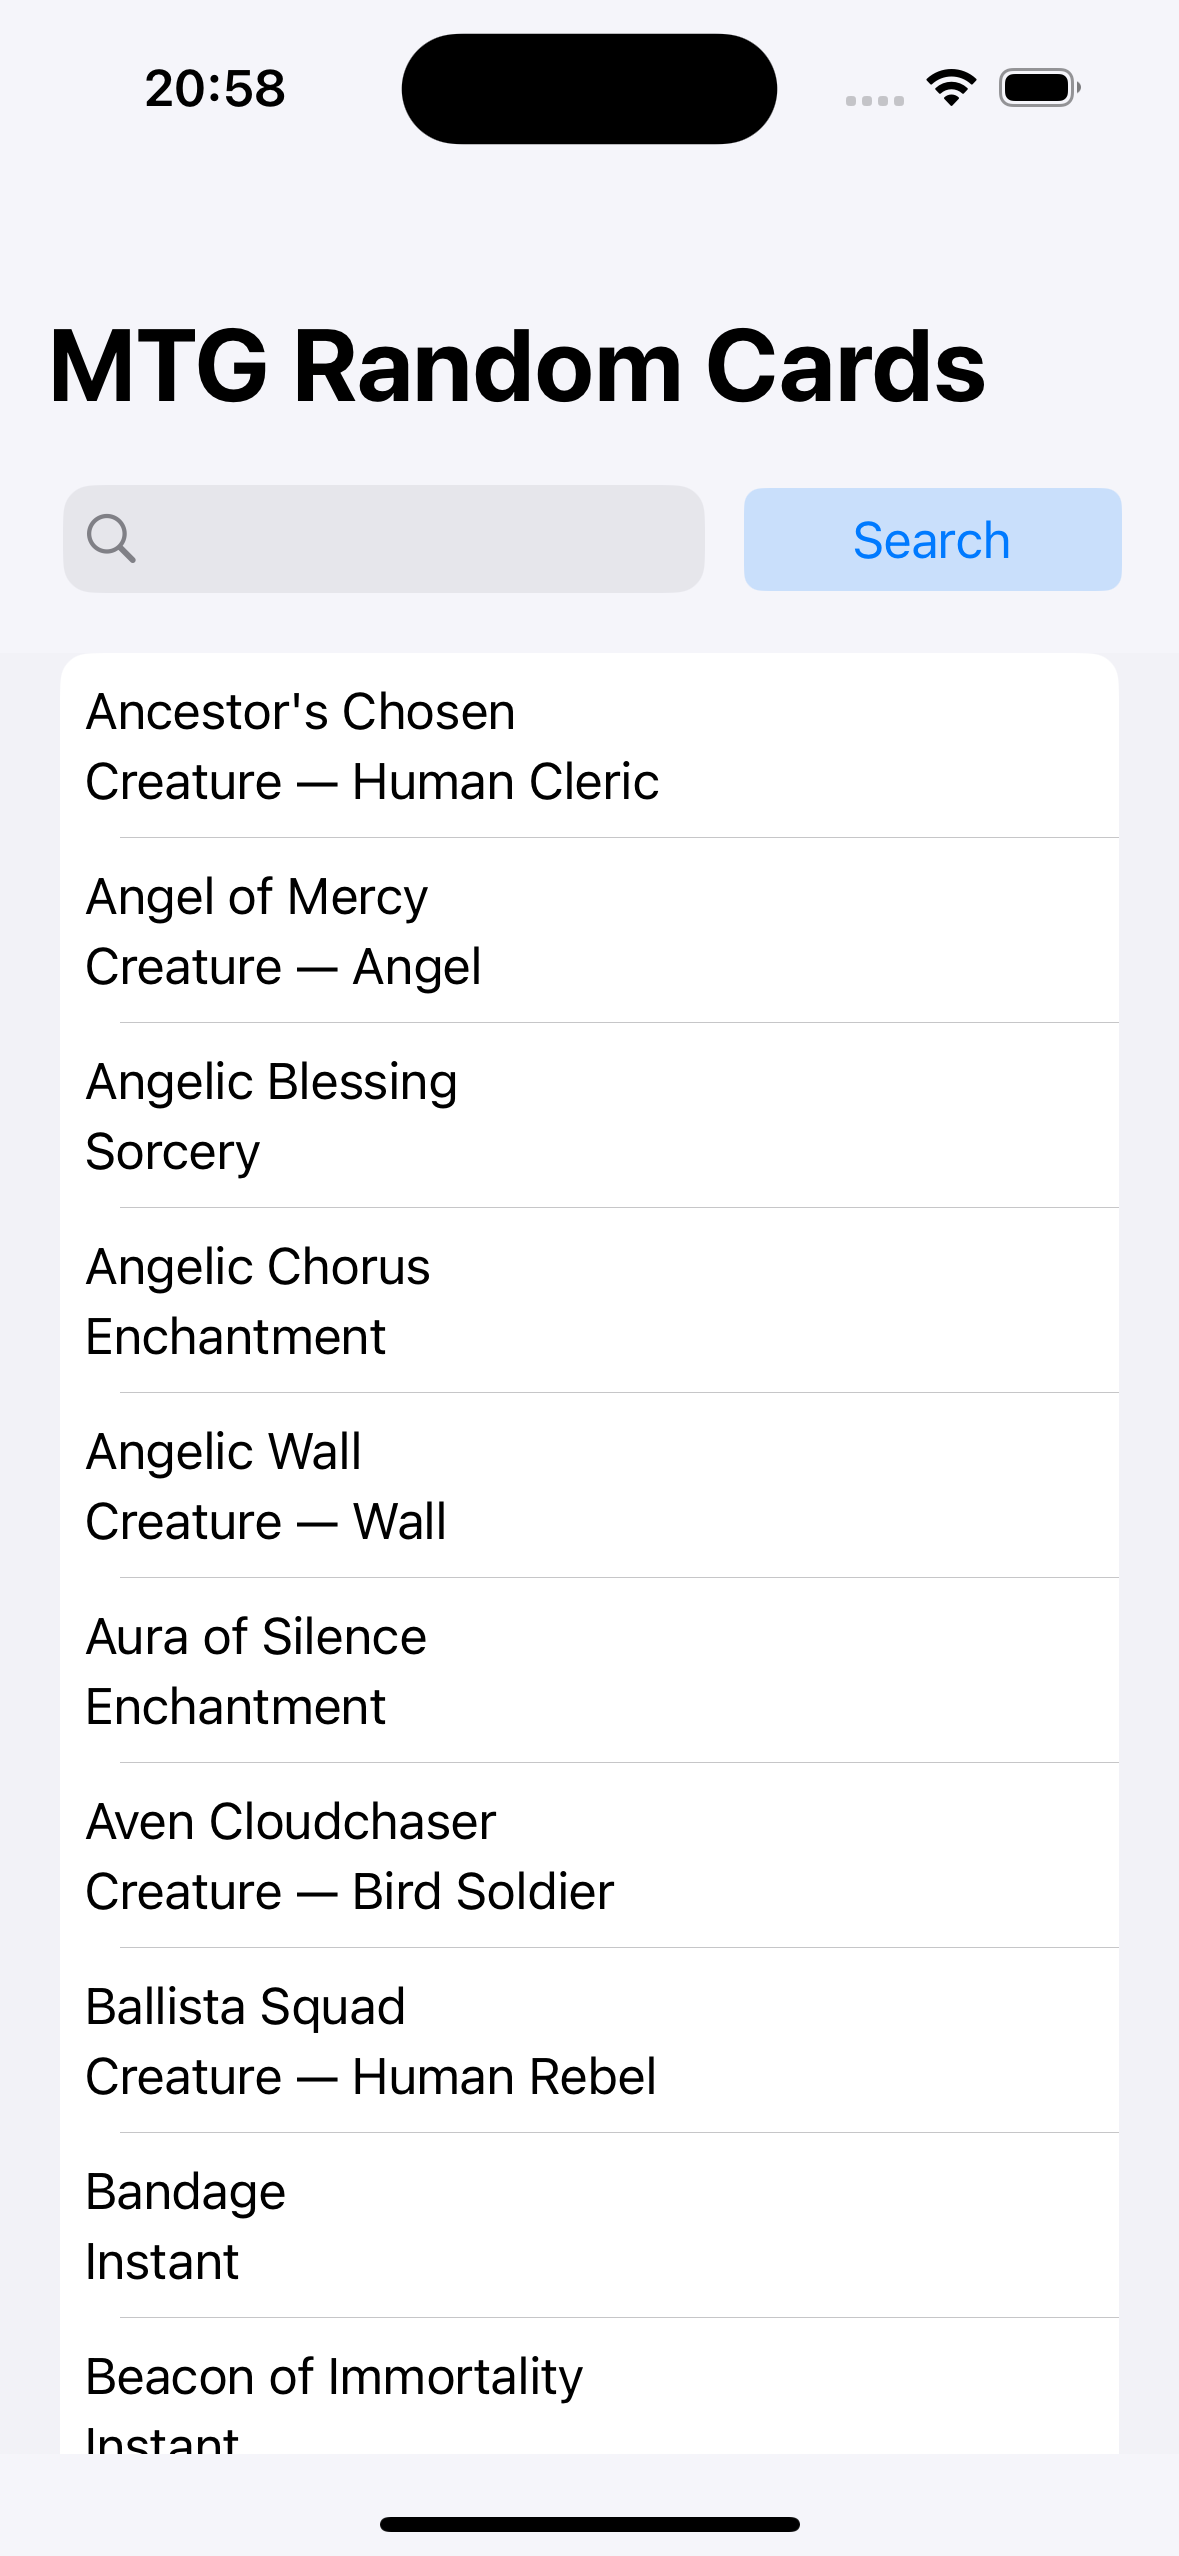 20:58
MTG Random Cards
Search
Ancestor's Chosen
Creature — Human Cleric
Angel of Mercy
Creature — Angel
Angelic Blessing
Sorcery
Angelic Chorus
Enchantment
Angelic Wall
Creature — Wall
Aura of Silence
Enchantment
Aven Cloudchaser
Creature — Bird Soldier
Ballista Squad
Creature — Human Rebel
Bandage
Instant
Beacon of Immortality
Instant